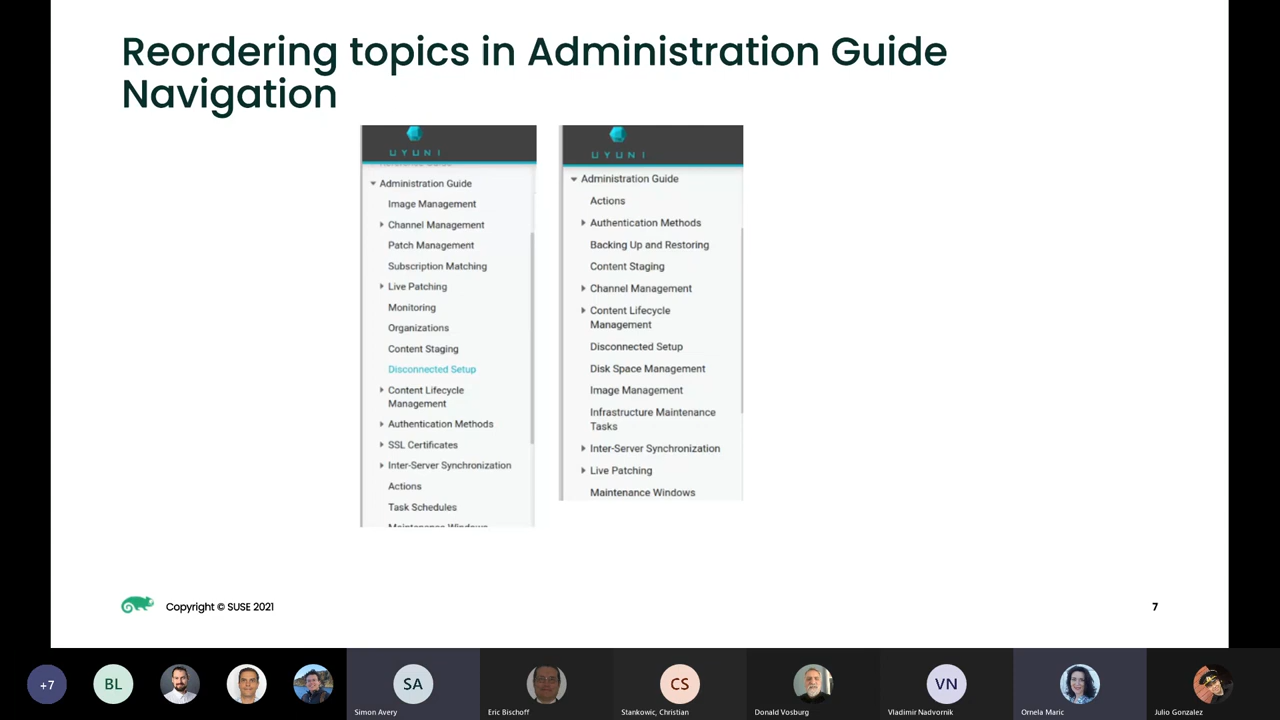 Reordering topics in Administration Guide
Navigation
UYUNI
Administration Guide
Image Management
Channel Management
Patch Management
Subscription Matching
Live Patching
Monitoring
Organizations
Content Staging
Disconnected Setup
Content Lifecycle
Management
Authentication Methods
SSL Certificates
Inter-Server Synchronization
Actions
Task Schedules
Maintenance Windows
UYUNI
Administration Guide
Actions
Authentication Methods
Backing Up and Restoring
Content Staging
Channel Management
Content Lifecycle
Management
Disconnected Setup
Disk Space Management
Image Management
Infrastructure Maintenance
Tasks
Inter-Server Synchronization
Live Patching
Maintenance Windows
Copyright © SUSE 2021
7
+7
BL
SA
Simon Avery
Eric Bischoff
CS
Stankowic, Christian
Donald Vosburg
VN
Vladimir Nadvornik
Ornela Maric
Julio Gonzalez